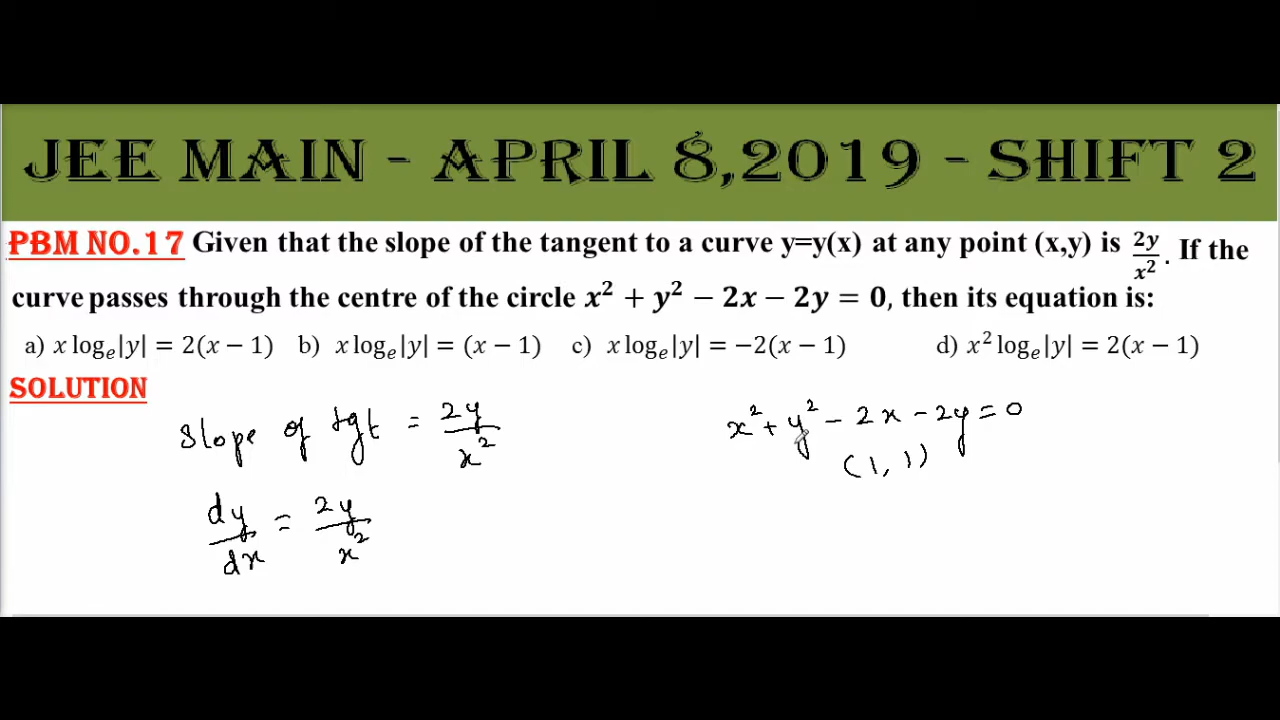 JEE MAIN - APRIL 8,2019 - SHIFT 2
PBM NO.17 Given that the slope of the tangent to a curve y=y(x) at any point (x,y) is 2y/x². If the
curve passes through the centre of the circle x² + y² − 2x − 2y = 0, then its equation is:
a) x logₑ|y| = 2(x − 1) b) x logₑ|y| = (x − 1) c) x logₑ|y| = −2(x − 1) d) x² logₑ|y| = 2(x − 1)
SOLUTION
Slope of tgt = 2y/x²
dy/dx = 2y/x²
x² + y² − 2x − 2y = 0
(1, 1)